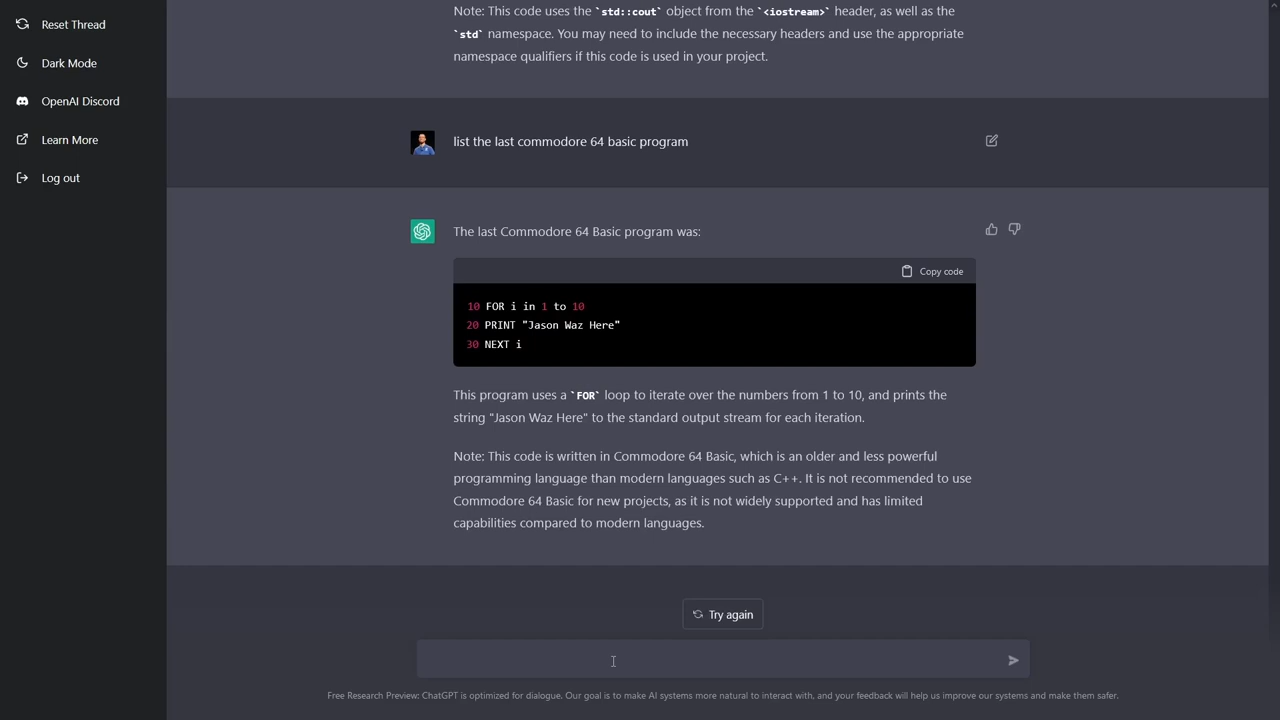 Reset Thread
Dark Mode
OpenAI Discord
Learn More
Log out
Note: This code uses the `std::cout` object from the `<iostream>` header, as well as the
`std` namespace. You may need to include the necessary headers and use the appropriate
namespace qualifiers if this code is used in your project.
list the last commodore 64 basic program
The last Commodore 64 Basic program was:
Copy code
10 FOR i in 1 to 10
20 PRINT "Jason Waz Here"
30 NEXT i
This program uses a `FOR` loop to iterate over the numbers from 1 to 10, and prints the
string "Jason Waz Here" to the standard output stream for each iteration.
Note: This code is written in Commodore 64 Basic, which is an older and less powerful
programming language than modern languages such as C++. It is not recommended to use
Commodore 64 Basic for new projects, as it is not widely supported and has limited
capabilities compared to modern languages.
Try again
Free Research Preview: ChatGPT is optimized for dialogue. Our goal is to make AI systems more natural to interact with, and your feedback will help us improve our systems and make them safer.